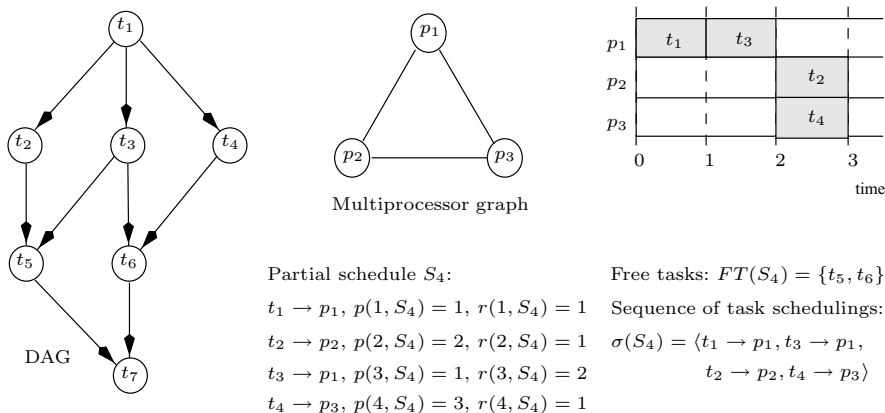 t1
t2
t3
t4
t5
t6
t7
DAG
p1
p2
p3
Multiprocessor graph
p1
p2
p3
t1
t3
t2
t4
0 1 2 3
time
Partial schedule S4:
t1 → p1, p(1, S4) = 1, r(1, S4) = 1
t2 → p2, p(2, S4) = 2, r(2, S4) = 1
t3 → p1, p(3, S4) = 1, r(3, S4) = 2
t4 → p3, p(4, S4) = 3, r(4, S4) = 1
Free tasks: FT(S4) = {t5, t6}
Sequence of task schedulings:
σ(S4) = ⟨t1 → p1, t3 → p1,
t2 → p2, t4 → p3⟩